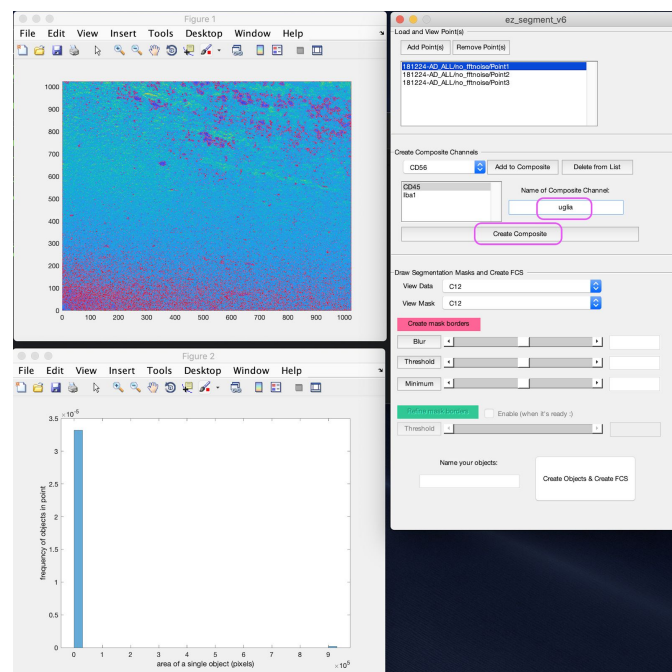 Figure 1
File Edit View Insert Tools Desktop Window Help
1000
900
800
700
600
500
400
300
200
100
0
0 100 200 300 400 500 600 700 800 900 1000
Figure 2
File Edit View Insert Tools Desktop Window Help
×10-6
3.5
3
2.5
2
1.5
1
0.5
0
frequency of objects in point
0 1 2 3 4 5 6 7 8 9
area of a single object (pixels)
×105
ez_segment_v6
Load and View Point(s)
Add Point(s) Remove Point(s)
181224-AD_ALL/no_fftnoise/Point1
181224-AD_ALL/no_fftnoise/Point2
181224-AD_ALL/no_fftnoise/Point3
Create Composite Channels
CD56 Add to Composite Delete from List
CD45
Iba1
Name of Composite Channel:
uglia
Create Composite
Draw Segmentation Masks and Create FCS
View Data C12
View Mask C12
Create mask borders
Blur
Threshold
Minimum
Refine mask borders Enable (when it's ready :)
Threshold
Name your objects:
Create Objects & Create FCS